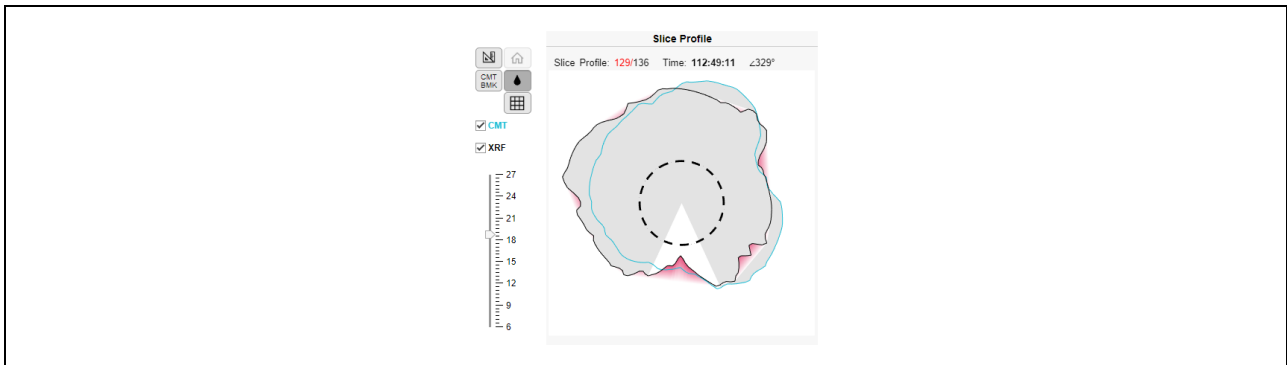 Slice Profile
Slice Profile: 129/136 Time: 112:49:11 ∠329°
CMT
BMK
CMT
XRF
27
24
21
18
15
12
9
6